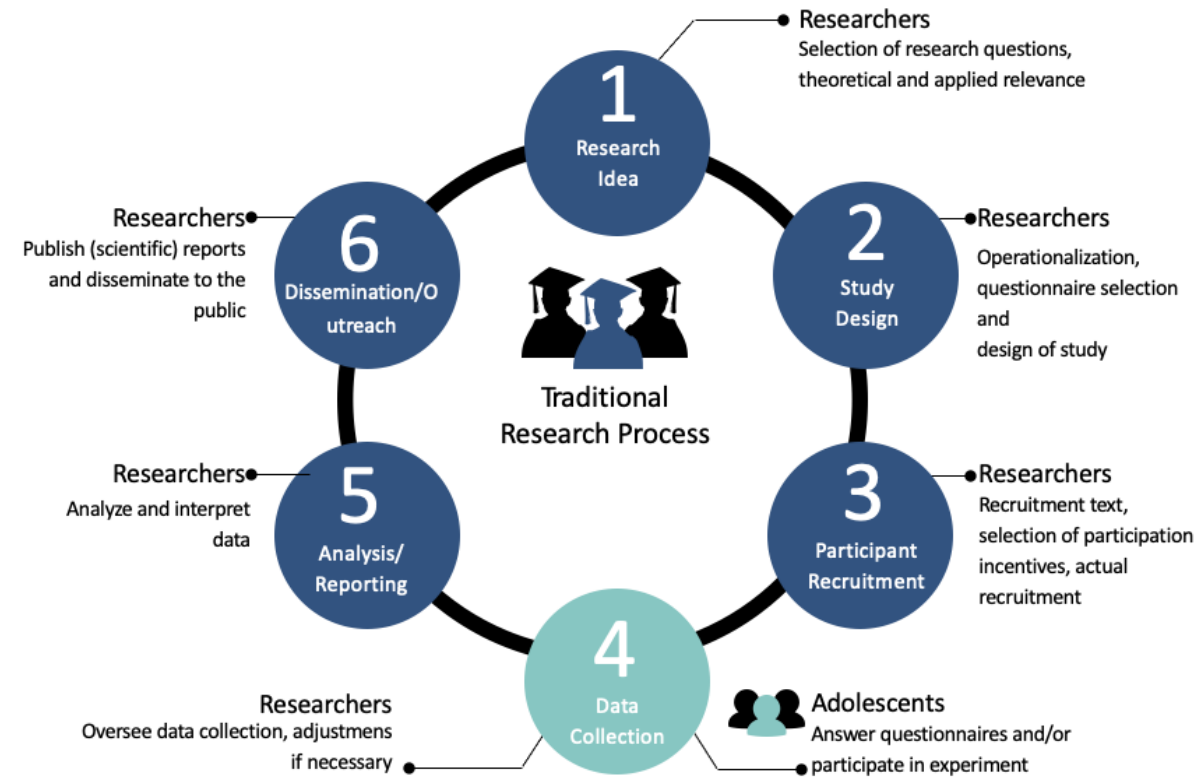 Researchers
Selection of research questions,
theoretical and applied relevance
1
Research
Idea
Researchers
Operationalization,
questionnaire selection
and
design of study
2
Study
Design
Researchers
Recruitment text,
selection of participation
incentives, actual
recruitment
3
Participant
Recruitment
Adolescents
Answer questionnaires and/or
participate in experiment
4
Data
Collection
Researchers
Oversee data collection, adjustmens
if necessary
Researchers
Analyze and interpret
data
5
Analysis/
Reporting
Researchers
Publish (scientific) reports
and disseminate to the
public
6
Dissemination/O
utreach
Traditional
Research Process